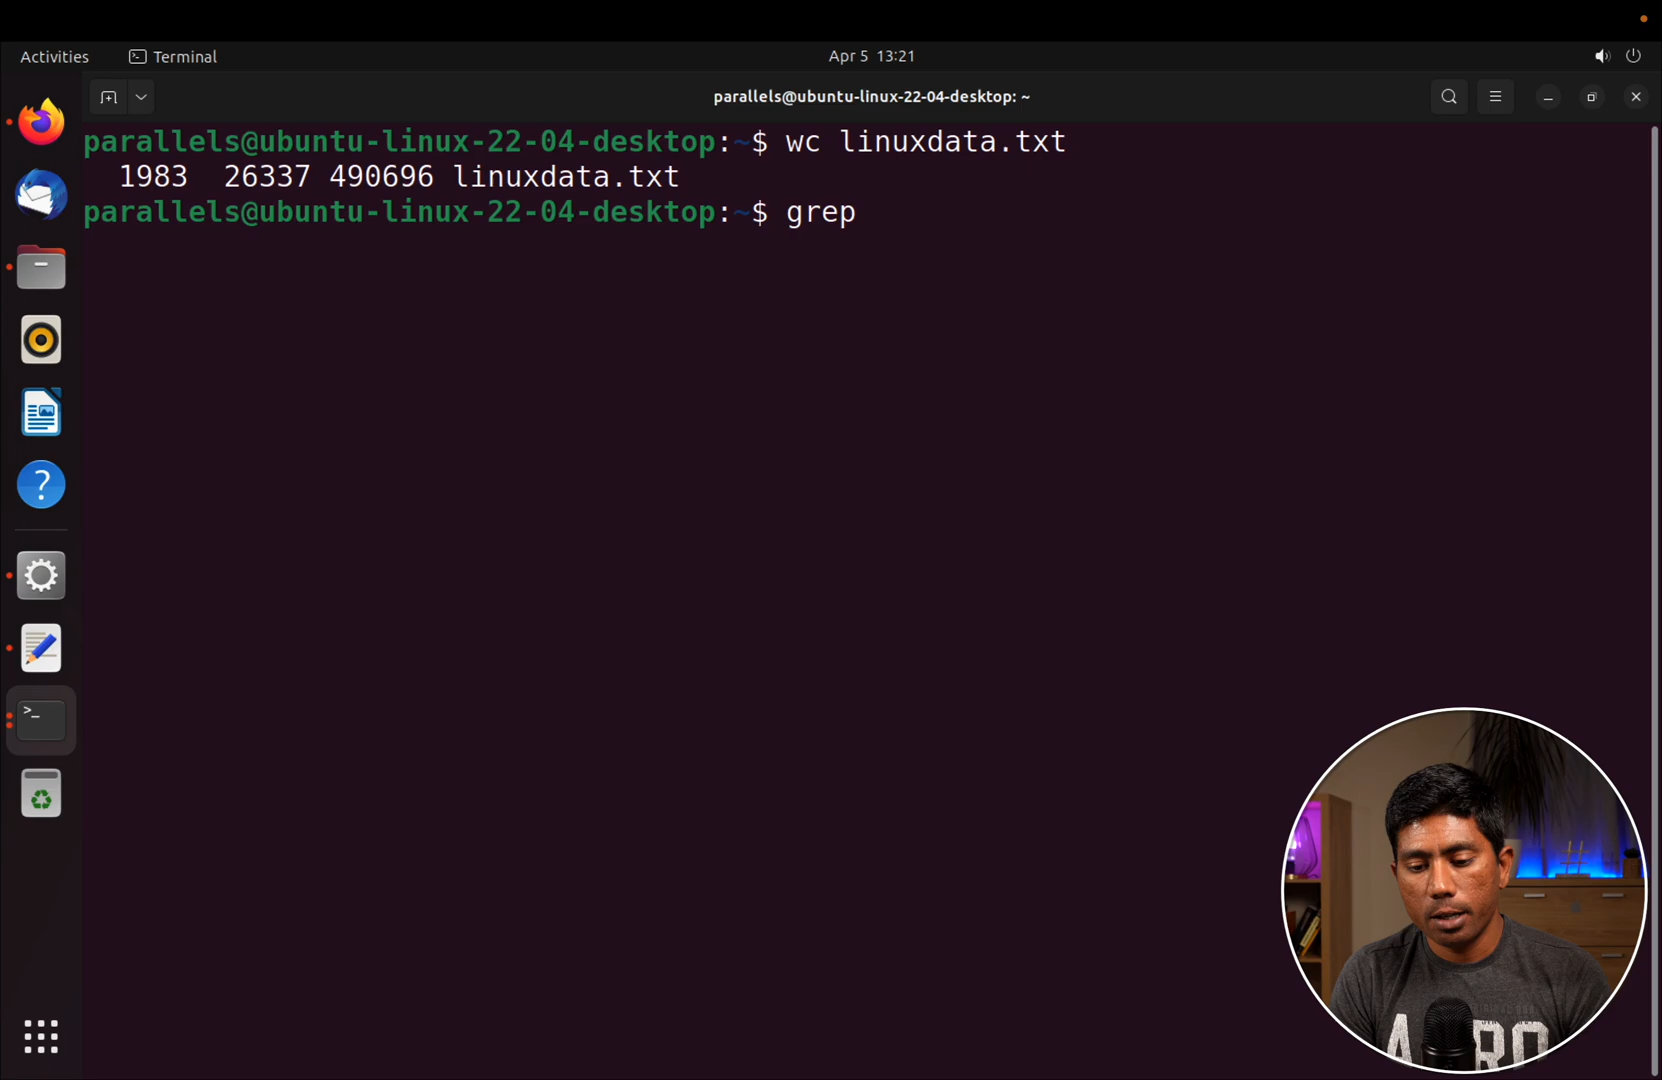 Activities
Terminal
Apr 5 13:21
parallels@ubuntu-linux-22-04-desktop: ~
parallels@ubuntu-linux-22-04-desktop:~$ wc linuxdata.txt
1983 26337 490696 linuxdata.txt
parallels@ubuntu-linux-22-04-desktop:~$ grep